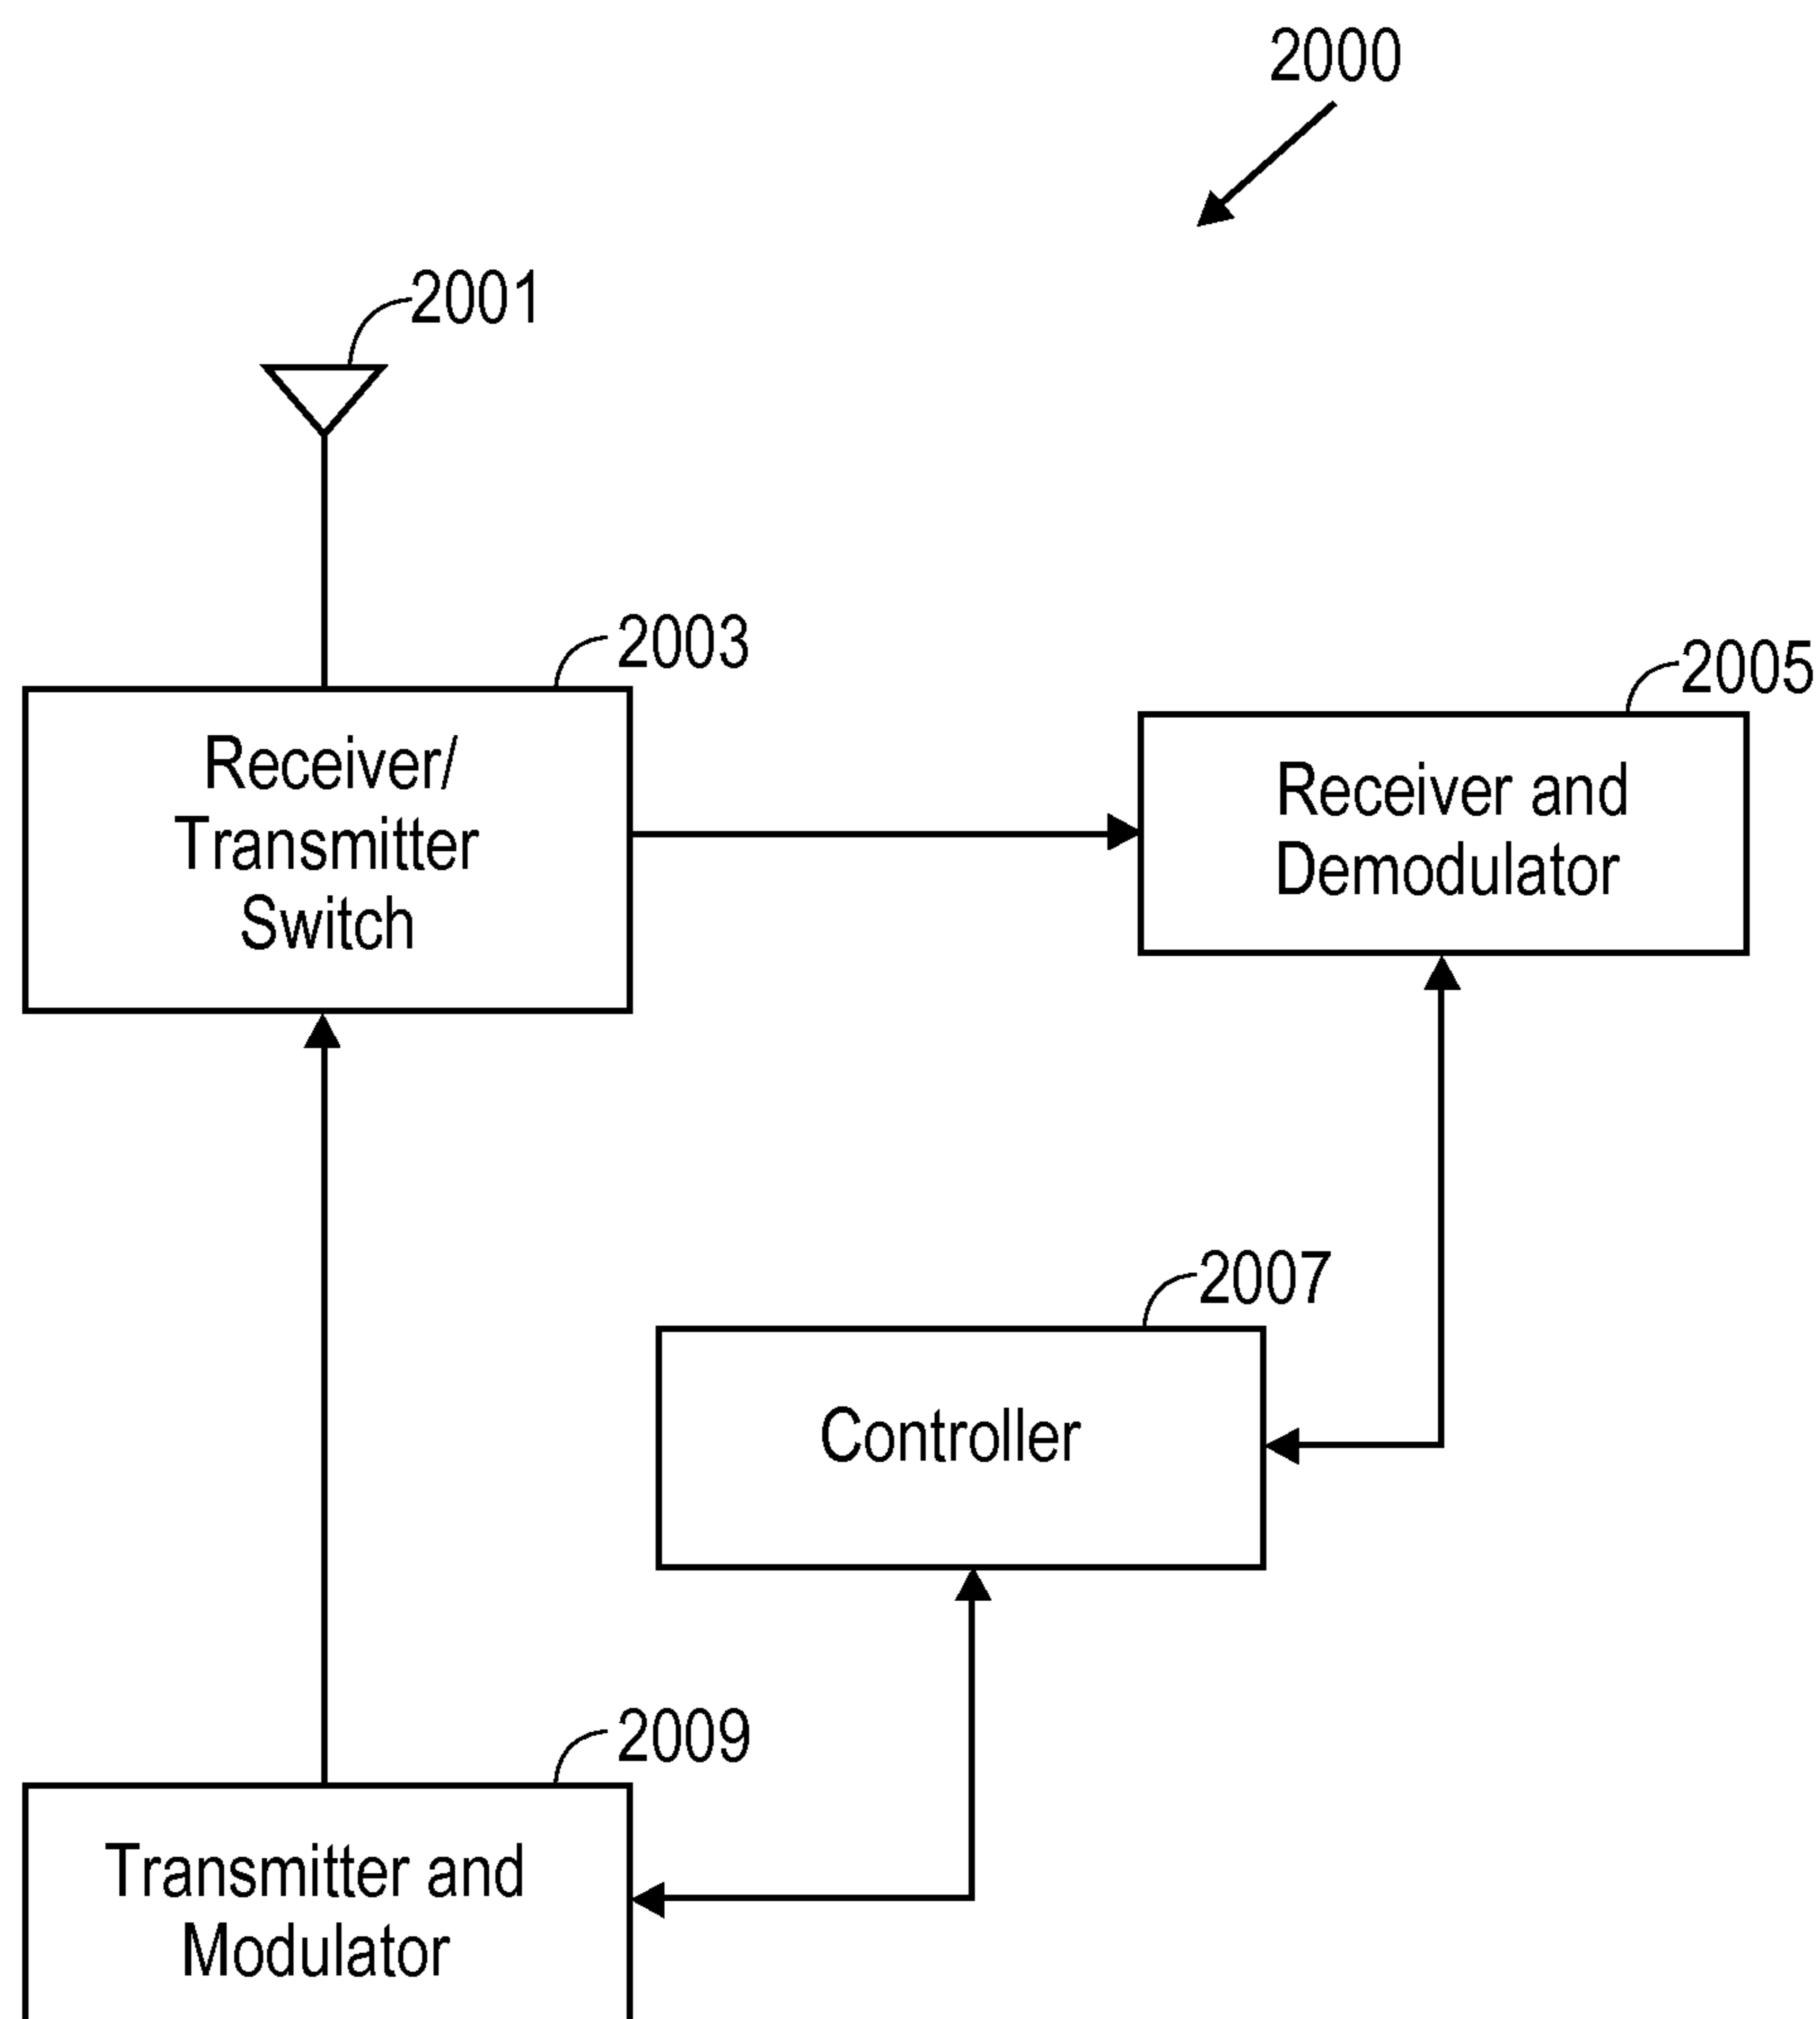 2000
2001
2003
Receiver/
Transmitter
Switch
2005
Receiver and
Demodulator
2007
Controller
2009
Transmitter and
Modulator